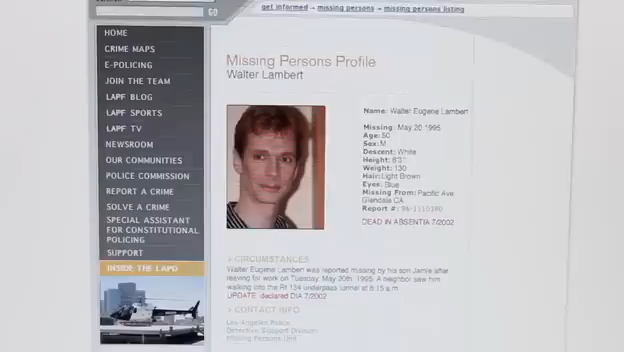 GO
get informed → missing persons → missing persons listing
HOME
CRIME MAPS
E-POLICING
JOIN THE TEAM
LAPF BLOG
LAPF SPORTS
LAPF TV
NEWSROOM
OUR COMMUNITIES
POLICE COMMISSION
REPORT A CRIME
SOLVE A CRIME
SPECIAL ASSISTANT
FOR CONSTITUTIONAL
POLICING
SUPPORT
INSIDE THE LAPD
Missing Persons Profile
Walter Lambert
Name: Walter Eugene Lambert
Missing: May 20 1995
Age: 50
Sex: M
Descent: White
Height: 6'3"
Weight: 130
Hair: Light Brown
Eyes: Blue
Missing From: Pacific Ave
Glendale CA
Report #:
DEAD IN ABSENTIA 7/2002
> CIRCUMSTANCES
Walter Eugene Lambert was reported missing by his son Jamie after
leaving for work on Tuesday, May 20th, 1995. A neighbor saw him
walking into the Rt 134 underpass tunnel at 8:15 a.m
UPDATE: declared DIA 7/2002
> CONTACT INFO
Los Angeles Police
Detective Support Division
Missing Persons Unit